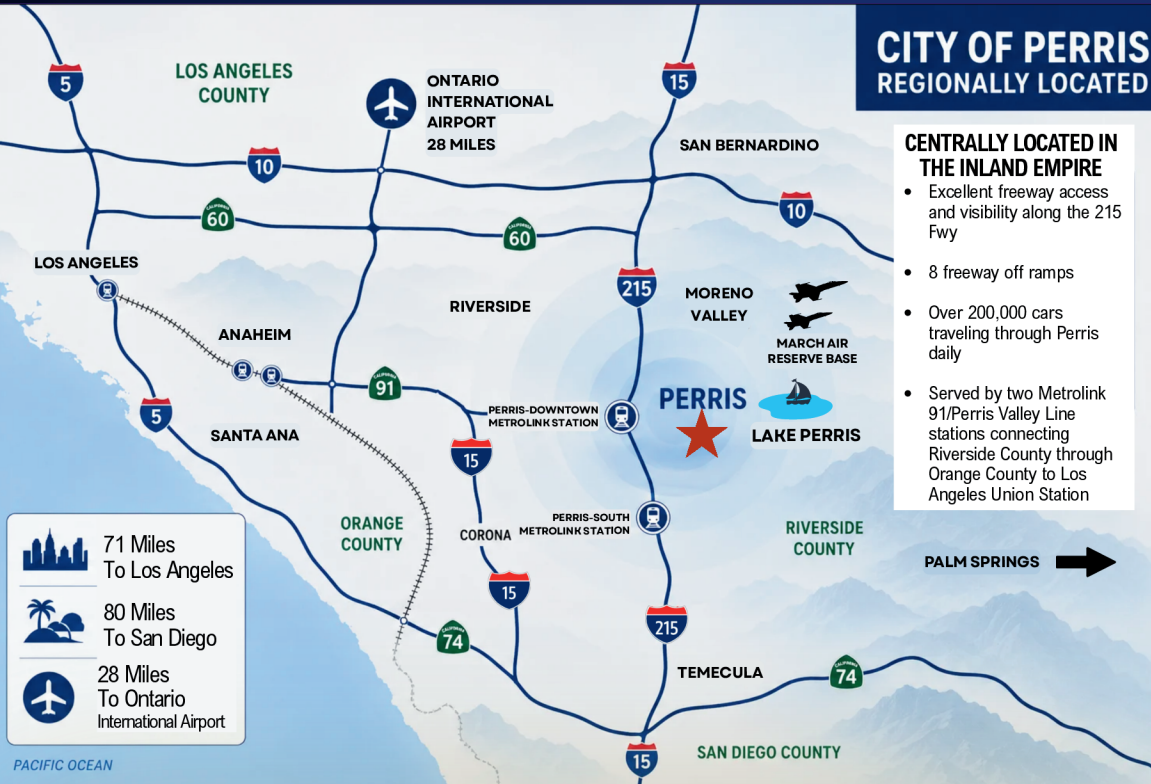 CITY OF PERRIS
REGIONALLY LOCATED
5
LOS ANGELES
COUNTY
ONTARIO
INTERNATIONAL
AIRPORT
28 MILES
15
SAN BERNARDINO
10
10
CALIFORNIA
60
CALIFORNIA
60
LOS ANGELES
215
RIVERSIDE
MORENO
VALLEY
MARCH AIR
RESERVE BASE
ANAHEIM
CALIFORNIA
91
PERRIS
LAKE PERRIS
PERRIS-DOWNTOWN
METROLINK STATION
5
SANTA ANA
15
ORANGE
COUNTY
CORONA
PERRIS-SOUTH
METROLINK STATION
RIVERSIDE
COUNTY
PALM SPRINGS
15
215
CALIFORNIA
74
TEMECULA
CALIFORNIA
74
SAN DIEGO COUNTY
15
CENTRALLY LOCATED IN
THE INLAND EMPIRE
• Excellent freeway access
and visibility along the 215
Fwy
• 8 freeway off ramps
• Over 200,000 cars
traveling through Perris
daily
• Served by two Metrolink
91/Perris Valley Line
stations connecting
Riverside County through
Orange County to Los
Angeles Union Station
71 Miles
To Los Angeles
80 Miles
To San Diego
28 Miles
To Ontario
International Airport
PACIFIC OCEAN